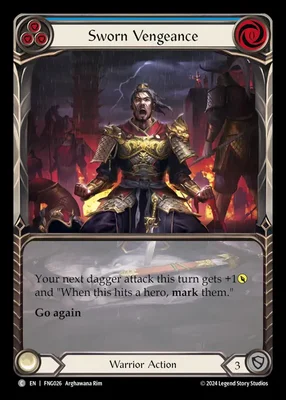 Sworn Vengeance
Your next dagger attack this turn gets +1
and "When this hits a hero, mark them."
Go again
Warrior Action
3
C EN | FNG026 Arghawana Rim
© 2024 Legend Story Studios